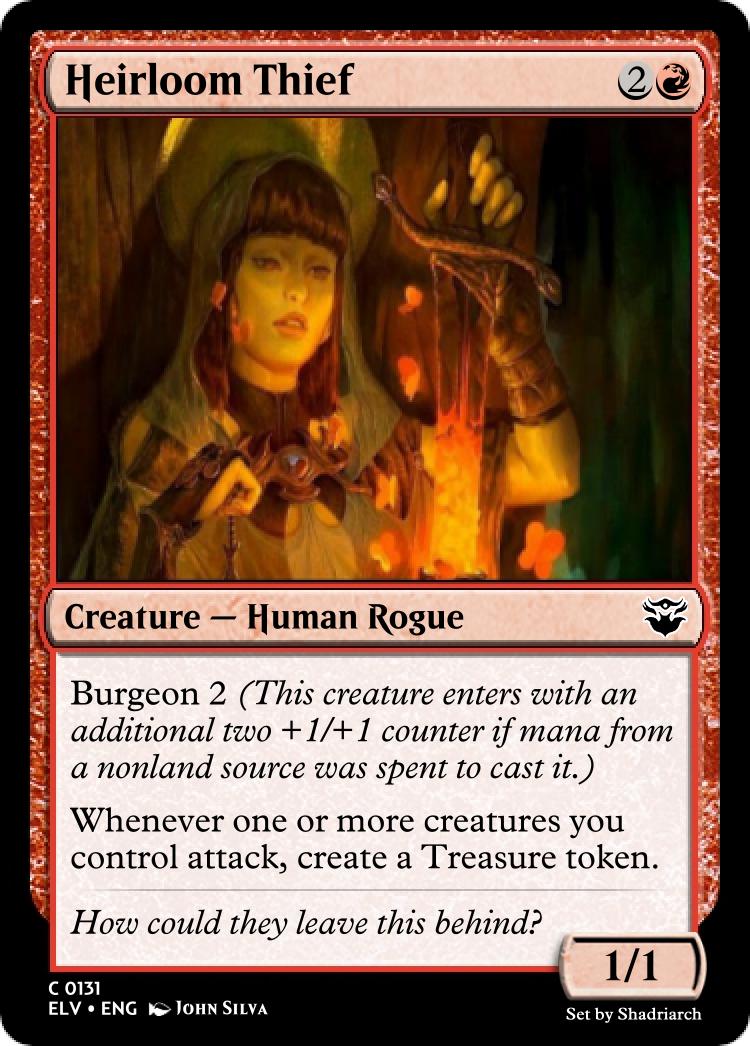 Heirloom Thief 2
Creature — Human Rogue
Burgeon 2 (This creature enters with an
additional two +1/+1 counter if mana from
a nonland source was spent to cast it.)
Whenever one or more creatures you
control attack, create a Treasure token.
How could they leave this behind?
1/1
C 0131
ELV • ENG John Silva
Set by Shadriarch